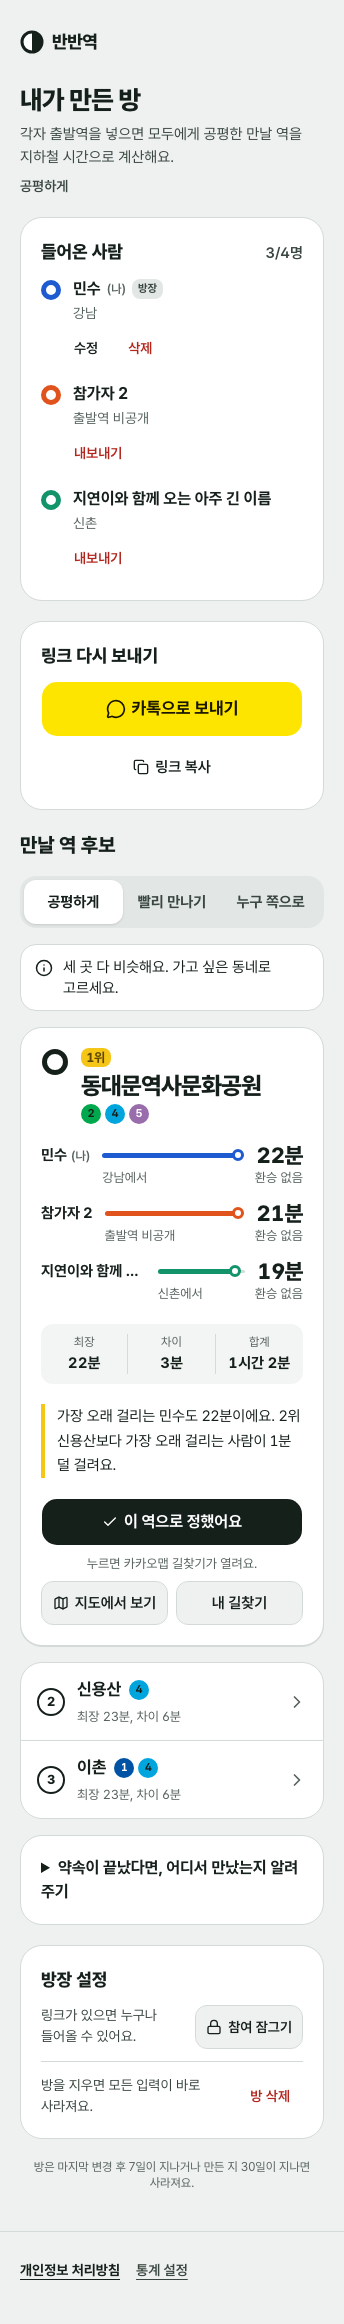 반반역
내가 만든 방
각자 출발역을 넣으면 모두에게 공평한 만날 역을
지하철 시간으로 계산해요.
공평하게
들어온 사람 3/4명
민수 (나) 방장
강남
수정 삭제
참가자 2
출발역 비공개
내보내기
지연이와 함께 오는 아주 긴 이름
신촌
내보내기
링크 다시 보내기
카톡으로 보내기
링크 복사
만날 역 후보
공평하게 빨리 만나기 누구 쪽으로
세 곳 다 비슷해요. 가고 싶은 동네로
고르세요.
1위
동대문역사문화공원
2 4 5
민수 (나) 22분
강남에서 환승 없음
참가자 2 21분
출발역 비공개 환승 없음
지연이와 함께 ... 19분
신촌에서 환승 없음
최장 차이 합계
22분 3분 1시간 2분
가장 오래 걸리는 민수도 22분이에요. 2위
신용산보다 가장 오래 걸리는 사람이 1분
덜 걸려요.
이 역으로 정했어요
누르면 카카오맵 길찾기가 열려요.
지도에서 보기 내 길찾기
2 신용산 4
최장 23분, 차이 6분
3 이촌 1 4
최장 23분, 차이 6분
약속이 끝났다면, 어디서 만났는지 알려
주기
방장 설정
링크가 있으면 누구나
들어올 수 있어요.
참여 잠그기
방을 지우면 모든 입력이 바로
사라져요.
방 삭제
방은 마지막 변경 후 7일이 지나거나 만든 지 30일이 지나면
사라져요.
개인정보 처리방침 통계 설정